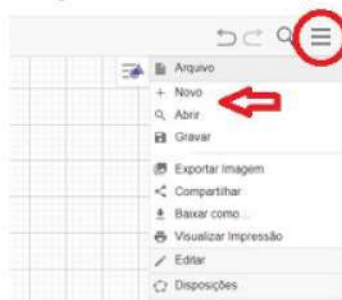 Arquivo
+ Novo
Abrir
Gravar
Exportar Imagem
Compartilhar
Baixar como...
Visualizar Impressão
Editar
Disposições